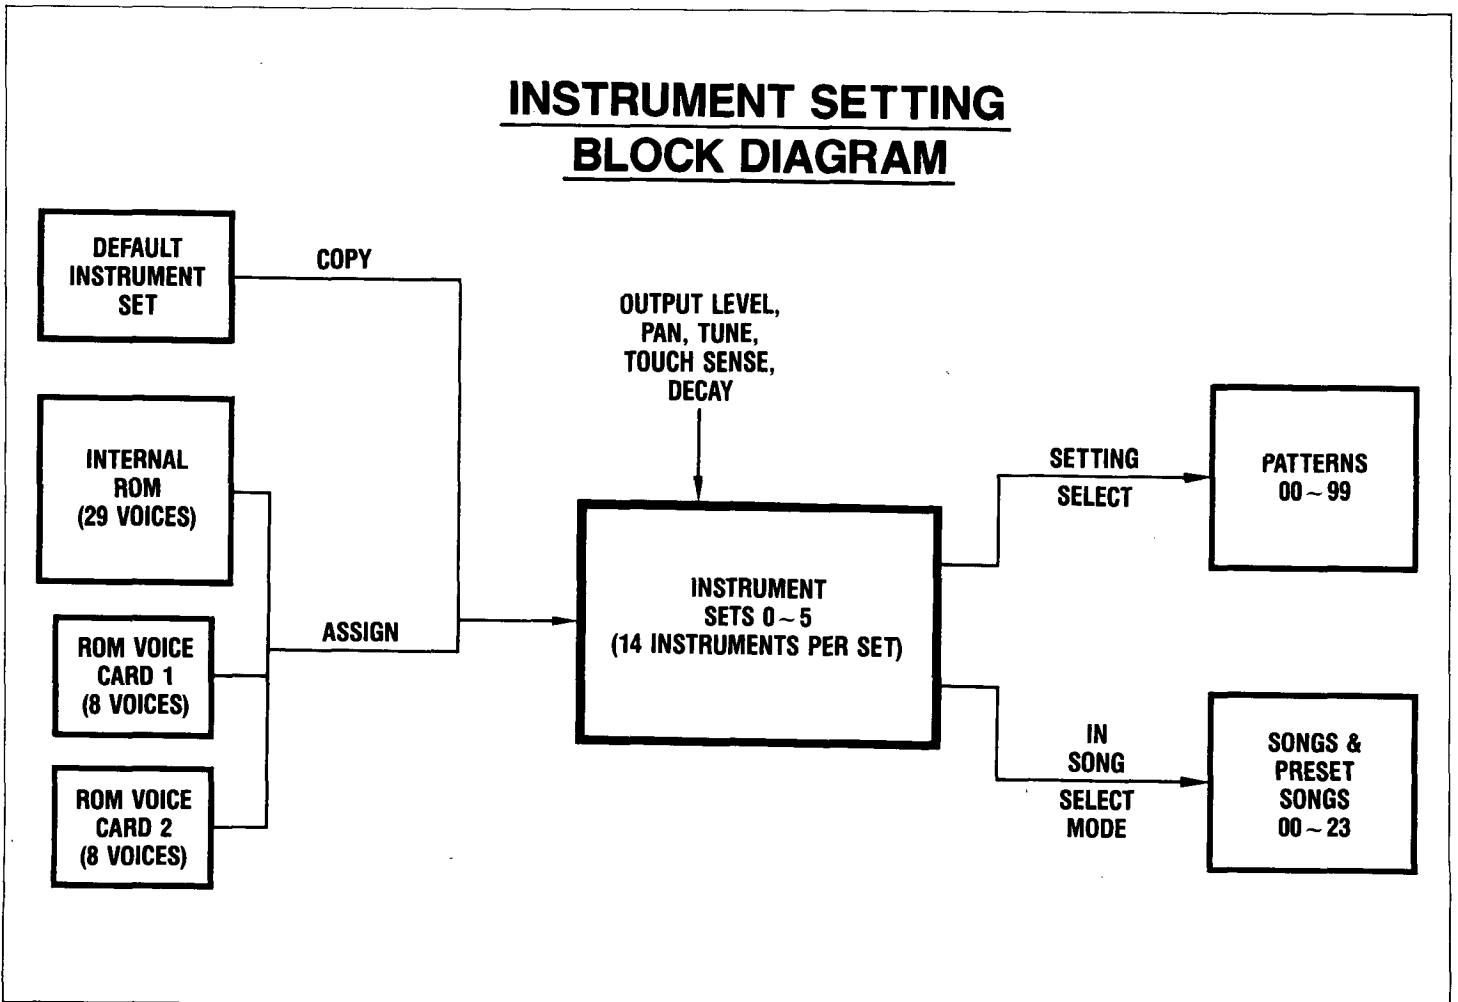 INSTRUMENT SETTING
BLOCK DIAGRAM
DEFAULT
INSTRUMENT
SET
COPY
OUTPUT LEVEL,
PAN, TUNE,
TOUCH SENSE,
DECAY
INTERNAL
ROM
(29 VOICES)
ROM VOICE
CARD 1
(8 VOICES)
ROM VOICE
CARD 2
(8 VOICES)
ASSIGN
INSTRUMENT
SETS 0~5
(14 INSTRUMENTS PER SET)
SETTING
SELECT
PATTERNS
00~99
IN
SONG
SELECT
MODE
SONGS &
PRESET
SONGS
00~23